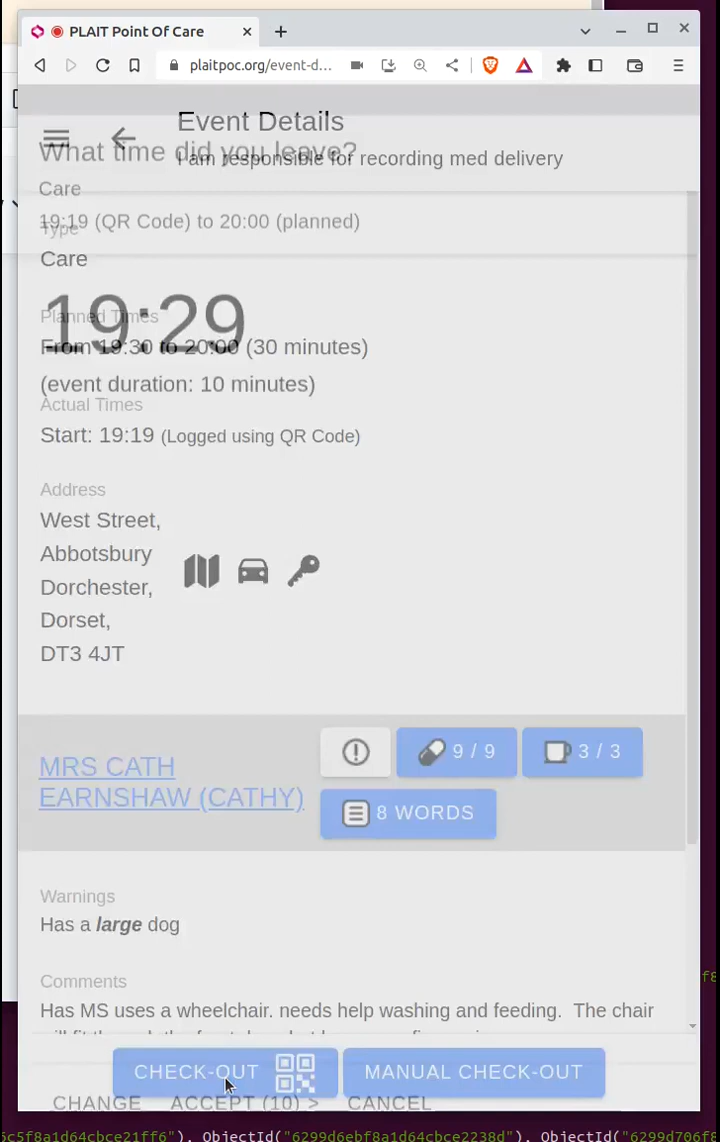 PLAIT Point Of Care
plaitpoc.org/event-d...
Event Details
What time did you leave?
I am responsible for recording med delivery
Care
19:19 (QR Code) to 20:00 (planned)
Type
Care
19:29
Planned Times
From 19:30 to 20:00 (30 minutes)
(event duration: 10 minutes)
Actual Times
Start: 19:19 (Logged using QR Code)
Address
West Street,
Abbotsbury
Dorchester,
Dorset,
DT3 4JT
MRS CATH
EARNSHAW (CATHY)
9 / 9
3 / 3
8 WORDS
Warnings
Has a large dog
Comments
Has MS uses a wheelchair. needs help washing and feeding. The chair
CHECK-OUT
MANUAL CHECK-OUT
CHANGE ACCEPT (10) > CANCEL
5c5f8a1d64cbce21ff6"), ObjectId("6299d6ebf8a1d64cbce2238d"), ObjectId("6299d706f8